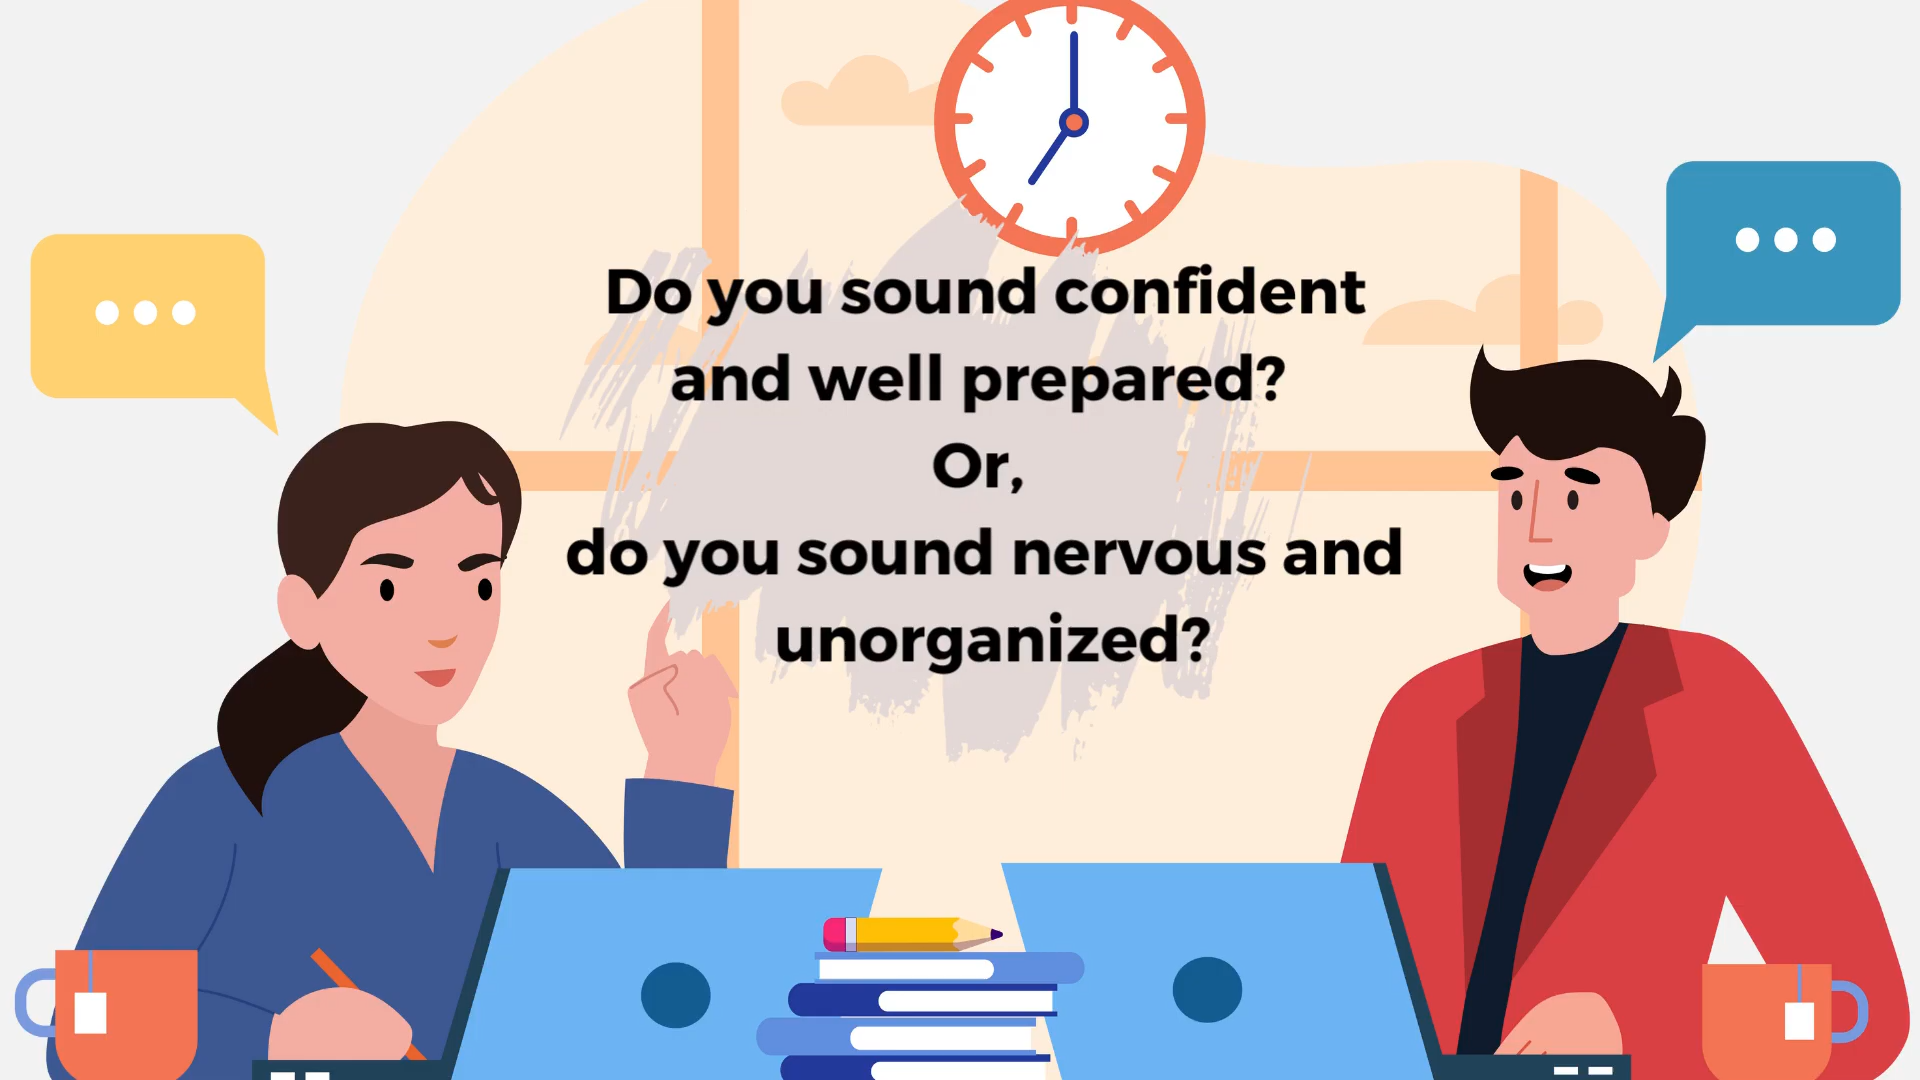 Do you sound confident
and well prepared?
Or,
do you sound nervous and
unorganized?